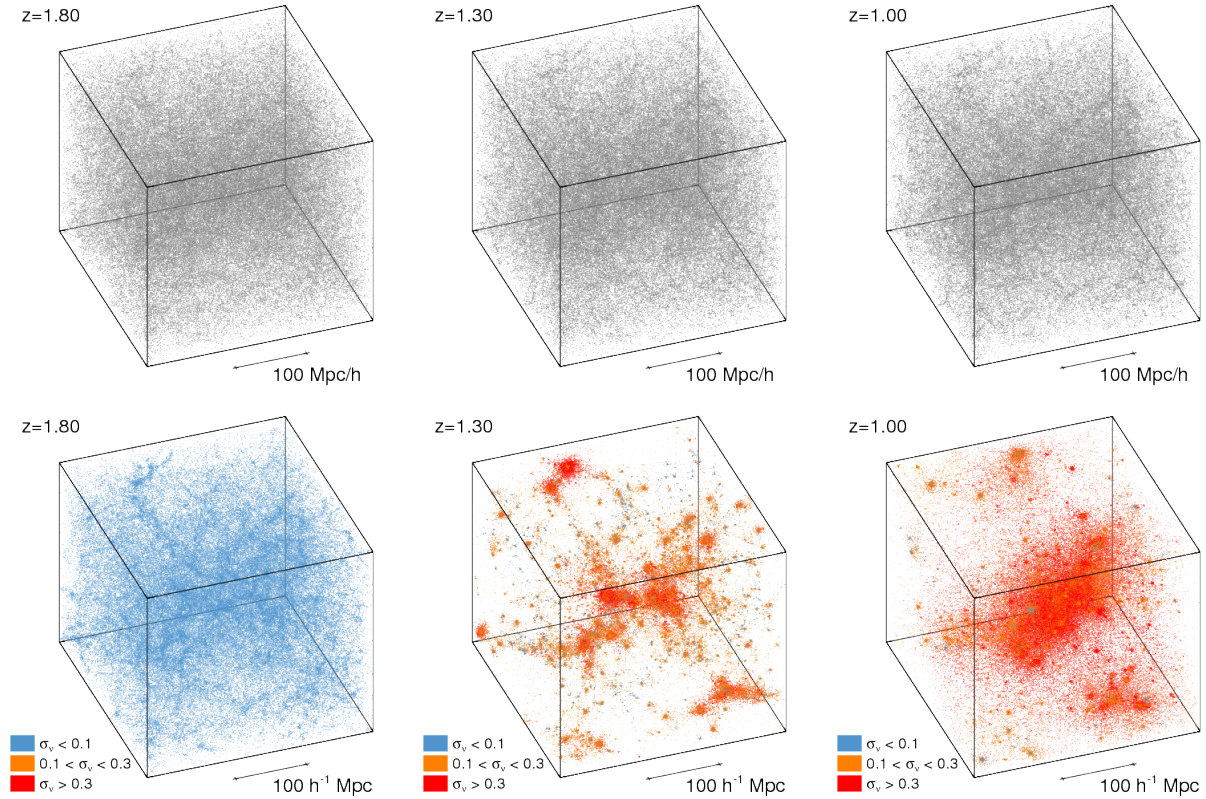 z=1.80
z=1.30
z=1.00
100 Mpc/h
100 Mpc/h
100 Mpc/h
z=1.80
z=1.30
z=1.00
σᵥ < 0.1
0.1 < σᵥ < 0.3
σᵥ > 0.3
100 h⁻¹ Mpc
σᵥ < 0.1
0.1 < σᵥ < 0.3
σᵥ > 0.3
100 h⁻¹ Mpc
σᵥ < 0.1
0.1 < σᵥ < 0.3
σᵥ > 0.3
100 h⁻¹ Mpc